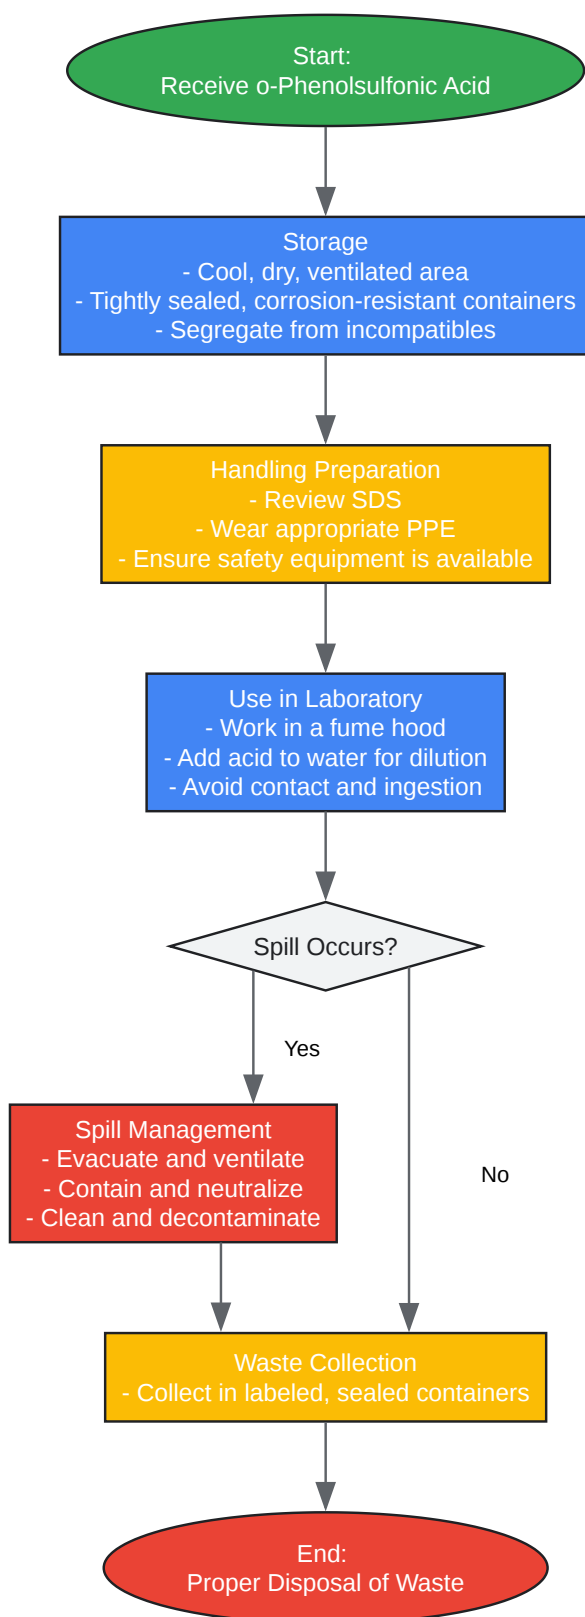 Start:
Receive o-Phenolsulfonic Acid
Storage
- Cool, dry, ventilated area
- Tightly sealed, corrosion-resistant containers
- Segregate from incompatibles
Handling Preparation
- Review SDS
- Wear appropriate PPE
- Ensure safety equipment is available
Use in Laboratory
- Work in a fume hood
- Add acid to water for dilution
- Avoid contact and ingestion
Spill Occurs?
Yes
Spill Management
- Evacuate and ventilate
- Contain and neutralize
- Clean and decontaminate
No
Waste Collection
- Collect in labeled, sealed containers
End:
Proper Disposal of Waste